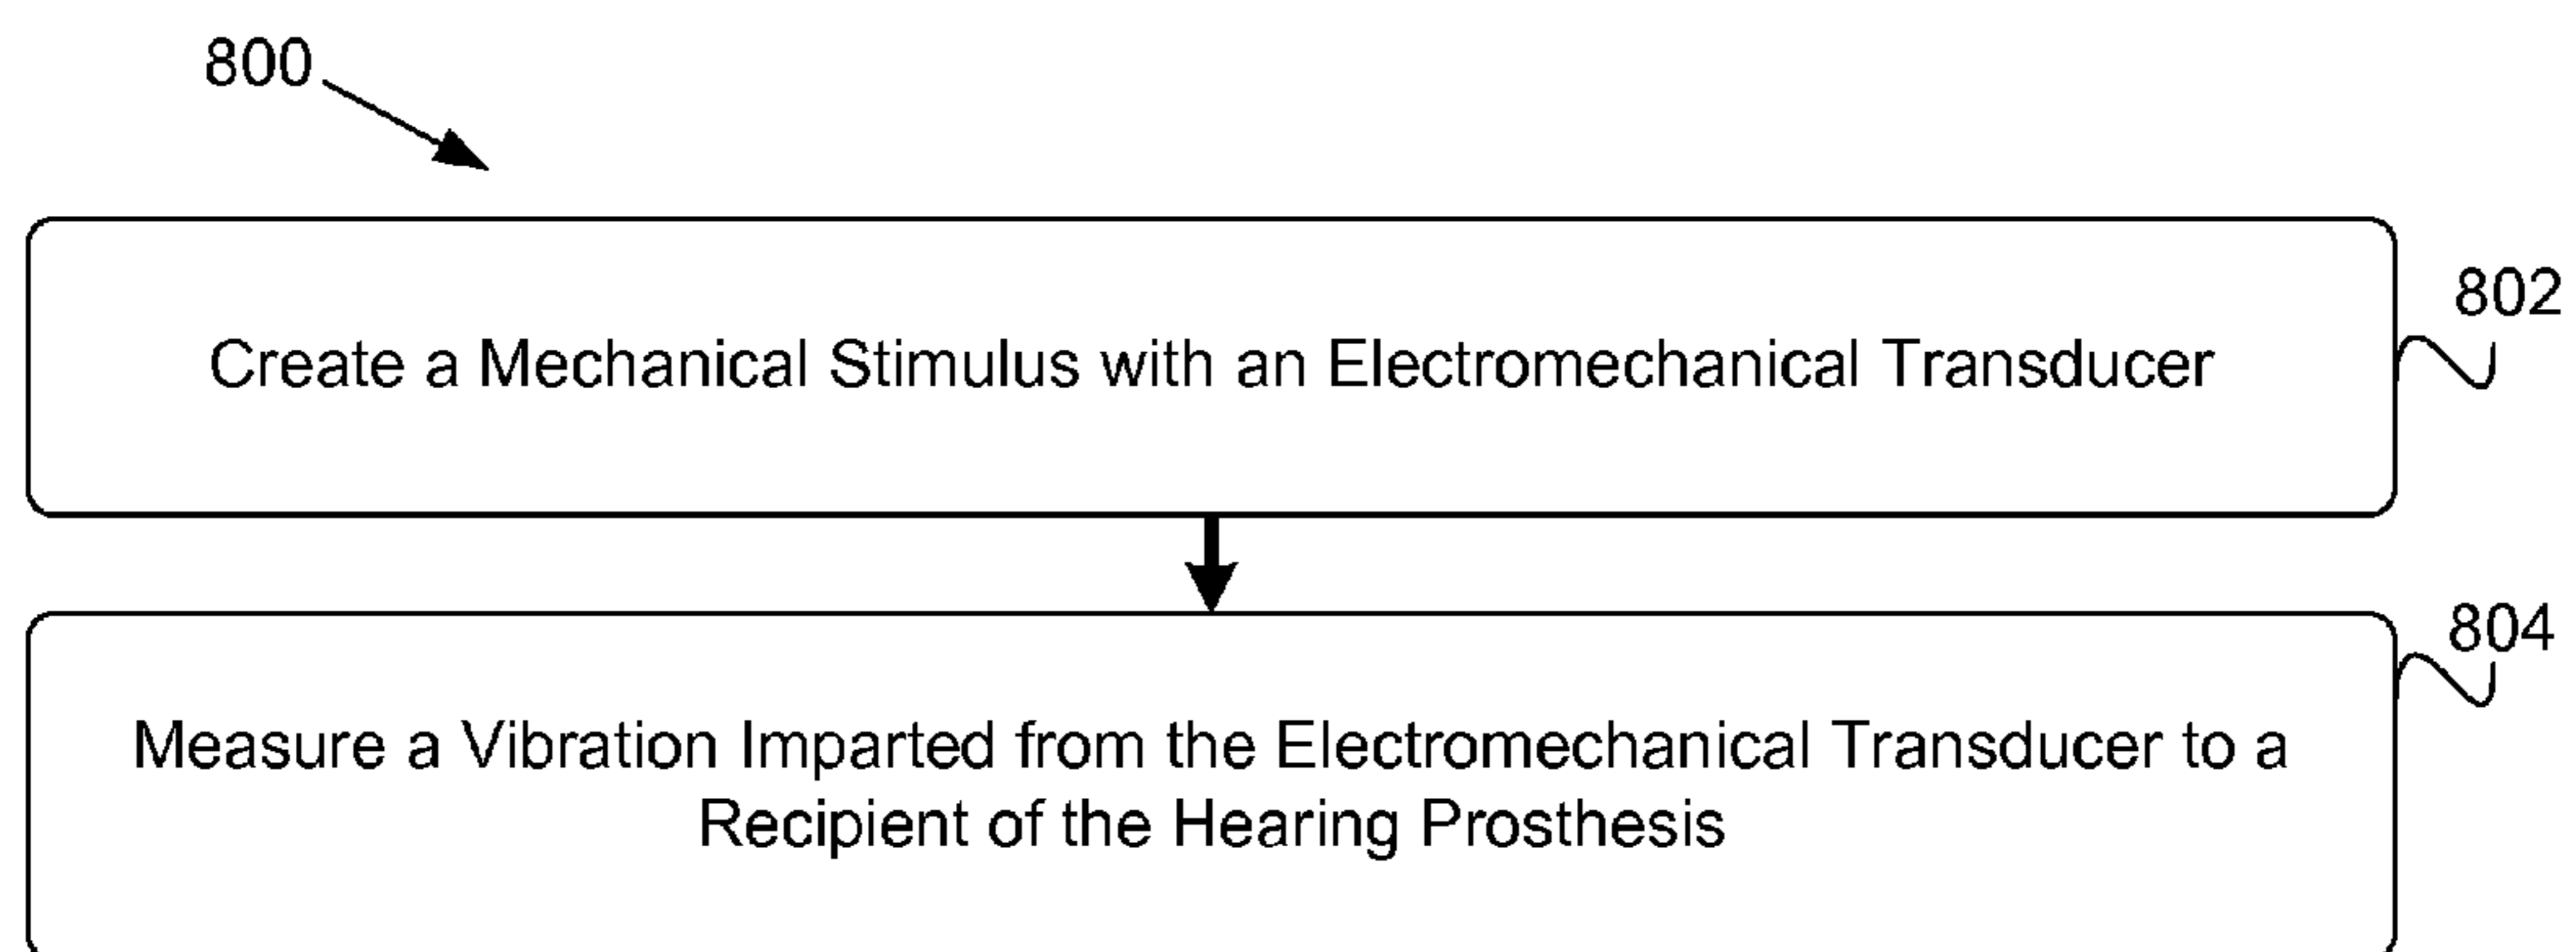 800
802
Create a Mechanical Stimulus with an Electromechanical Transducer
804
Measure a Vibration Imparted from the Electromechanical Transducer to a
Recipient of the Hearing Prosthesis